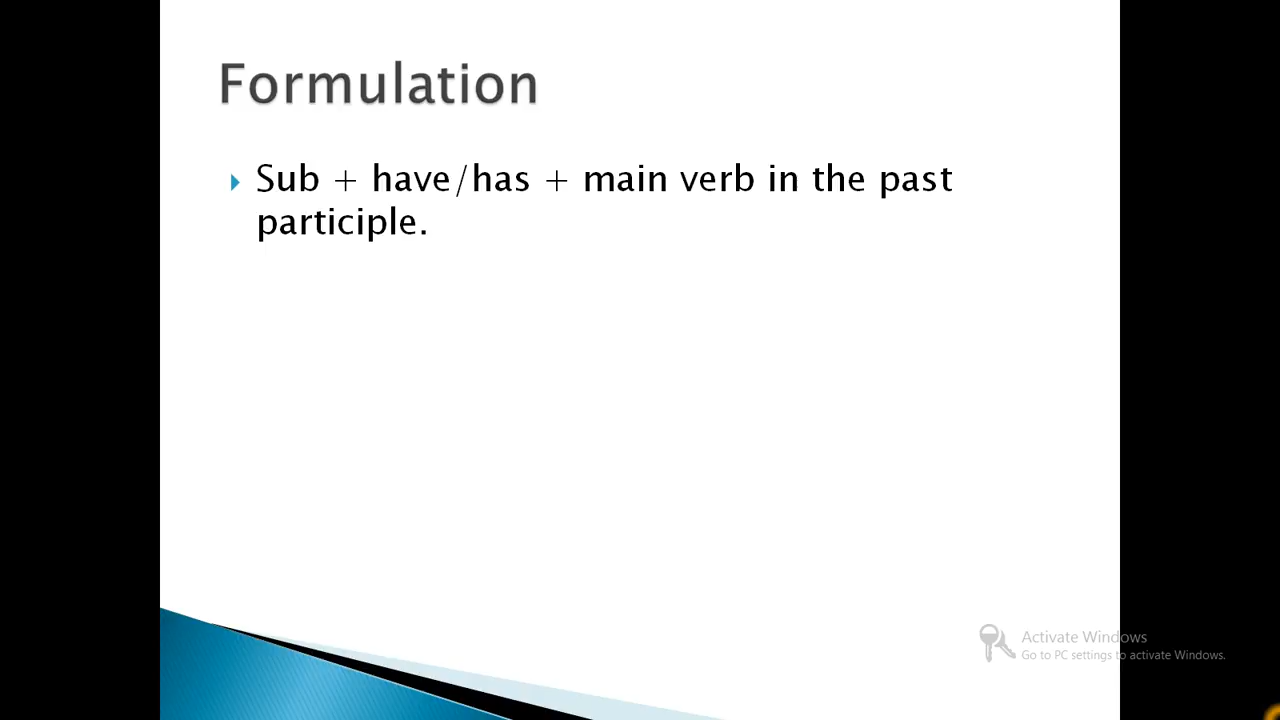 Formulation
Sub + have/has + main verb in the past
participle.
Activate Windows
Go to PC settings to activate Windows.